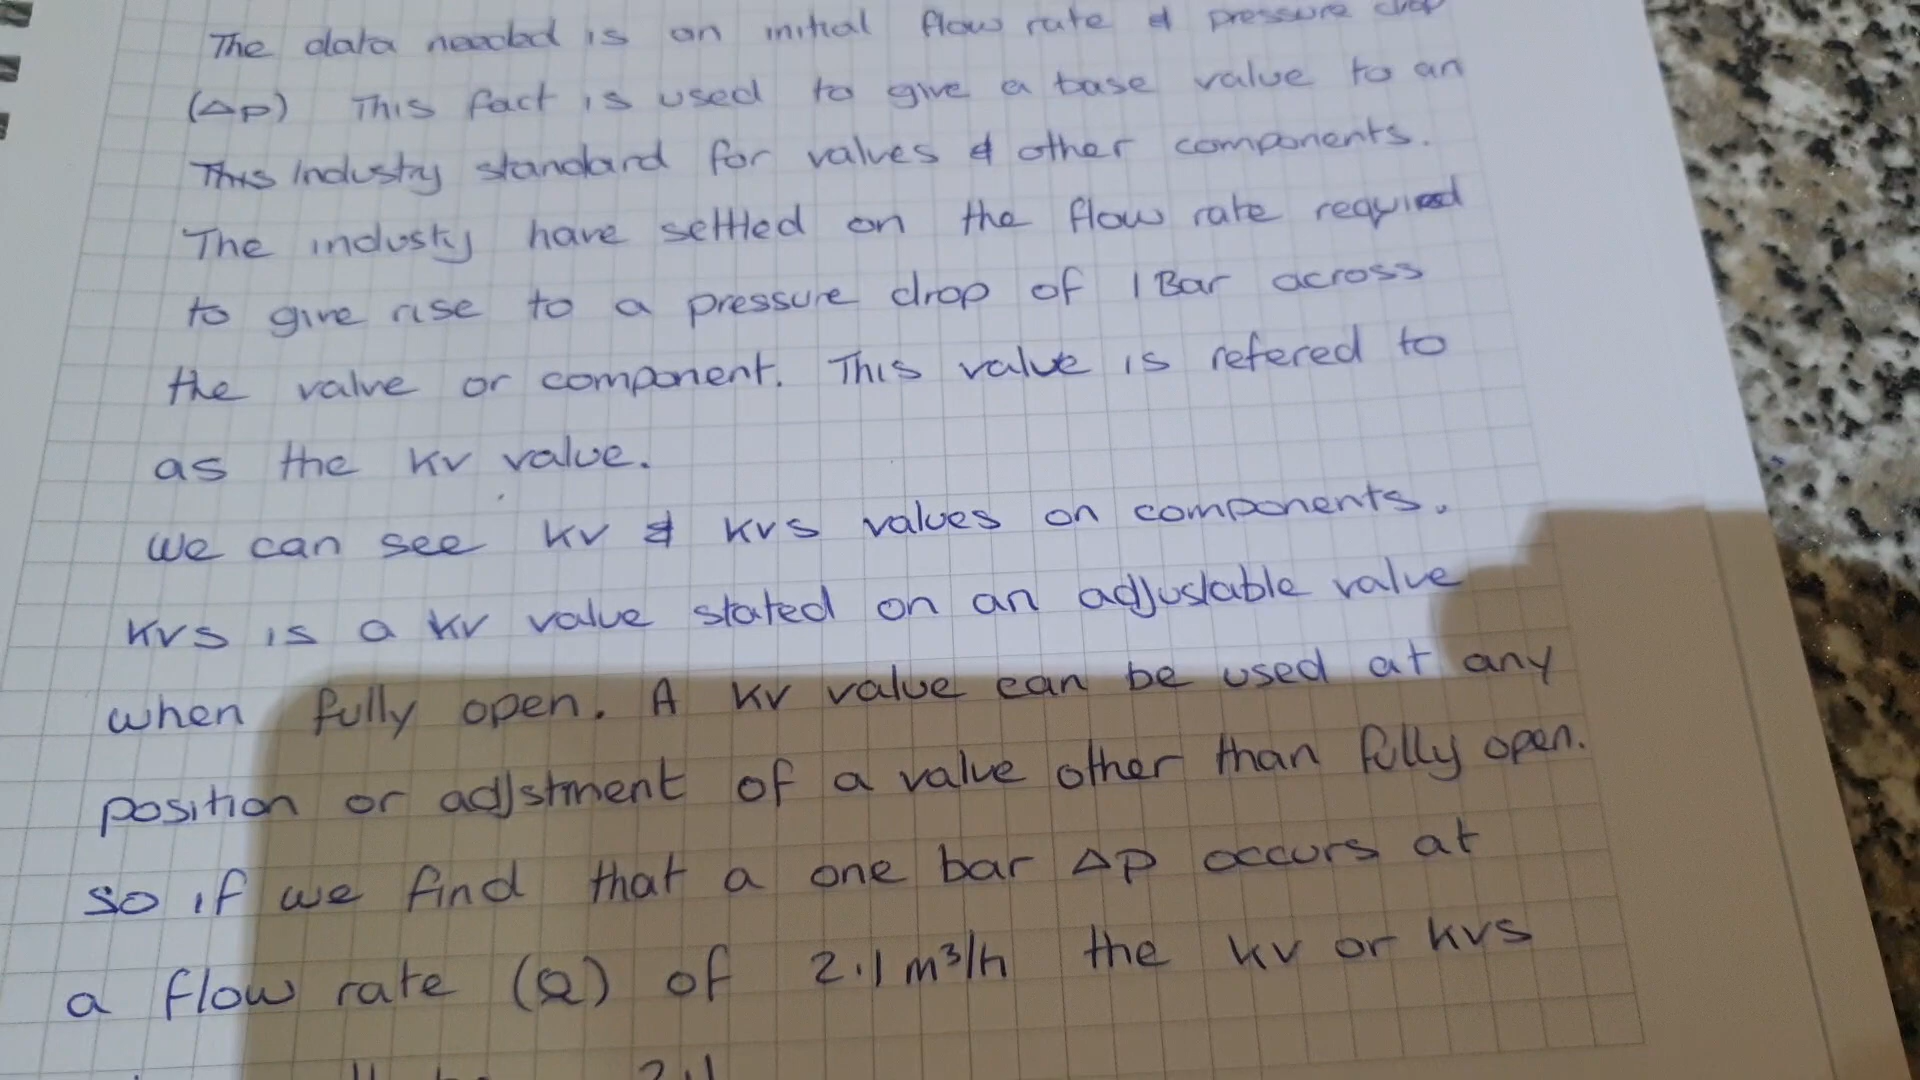 The data needed is an initial flow rate & pressure drop
(ΔP) This fact is used to give a base value to an
This Industry standard for valves & other components.
The industy have settled on the flow rate required
to give rise to a pressure drop of 1 Bar across
the valve or component. This value is refered to
as the KV value.
We can see KV & KVS values on components.
KVS is a KV value stated on an adjustable valve
when fully open. A KV value can be used at any
position or adjstment of a valve other than fully open.
So if we find that a one bar ΔP occurs at
a flow rate (Q) of 2.1 m³/h the KV or KVS
2.1